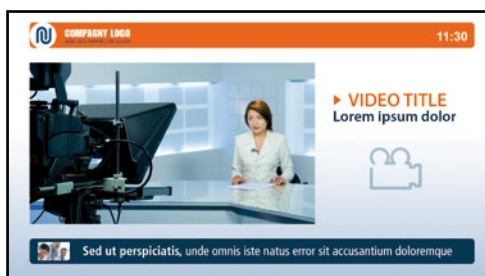 COMPAGNY LOGO
11:30
VIDEO TITLE
Lorem ipsum dolor
Sed ut perspiciatis, unde omnis iste natus error sit accusantium doloremque